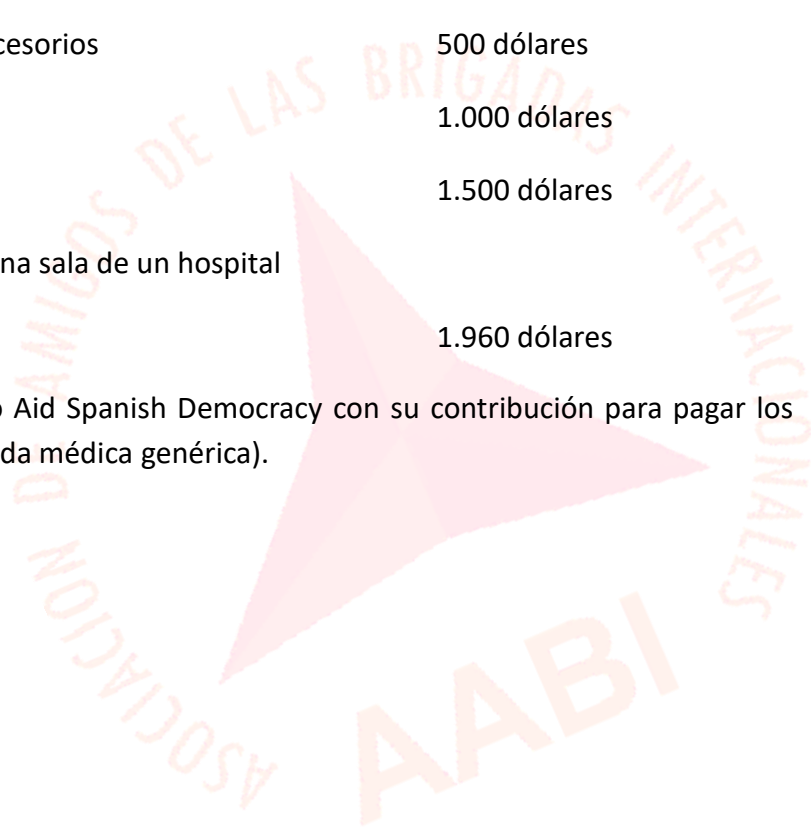 cesorios 500 dólares
1.000 dólares
1.500 dólares
na sala de un hospital
1.960 dólares
o Aid Spanish Democracy con su contribución para pagar los
da médica genérica).
ASOCIACION DE AMIGOS DE LAS BRIGADAS INTERNACIONALES
AABI